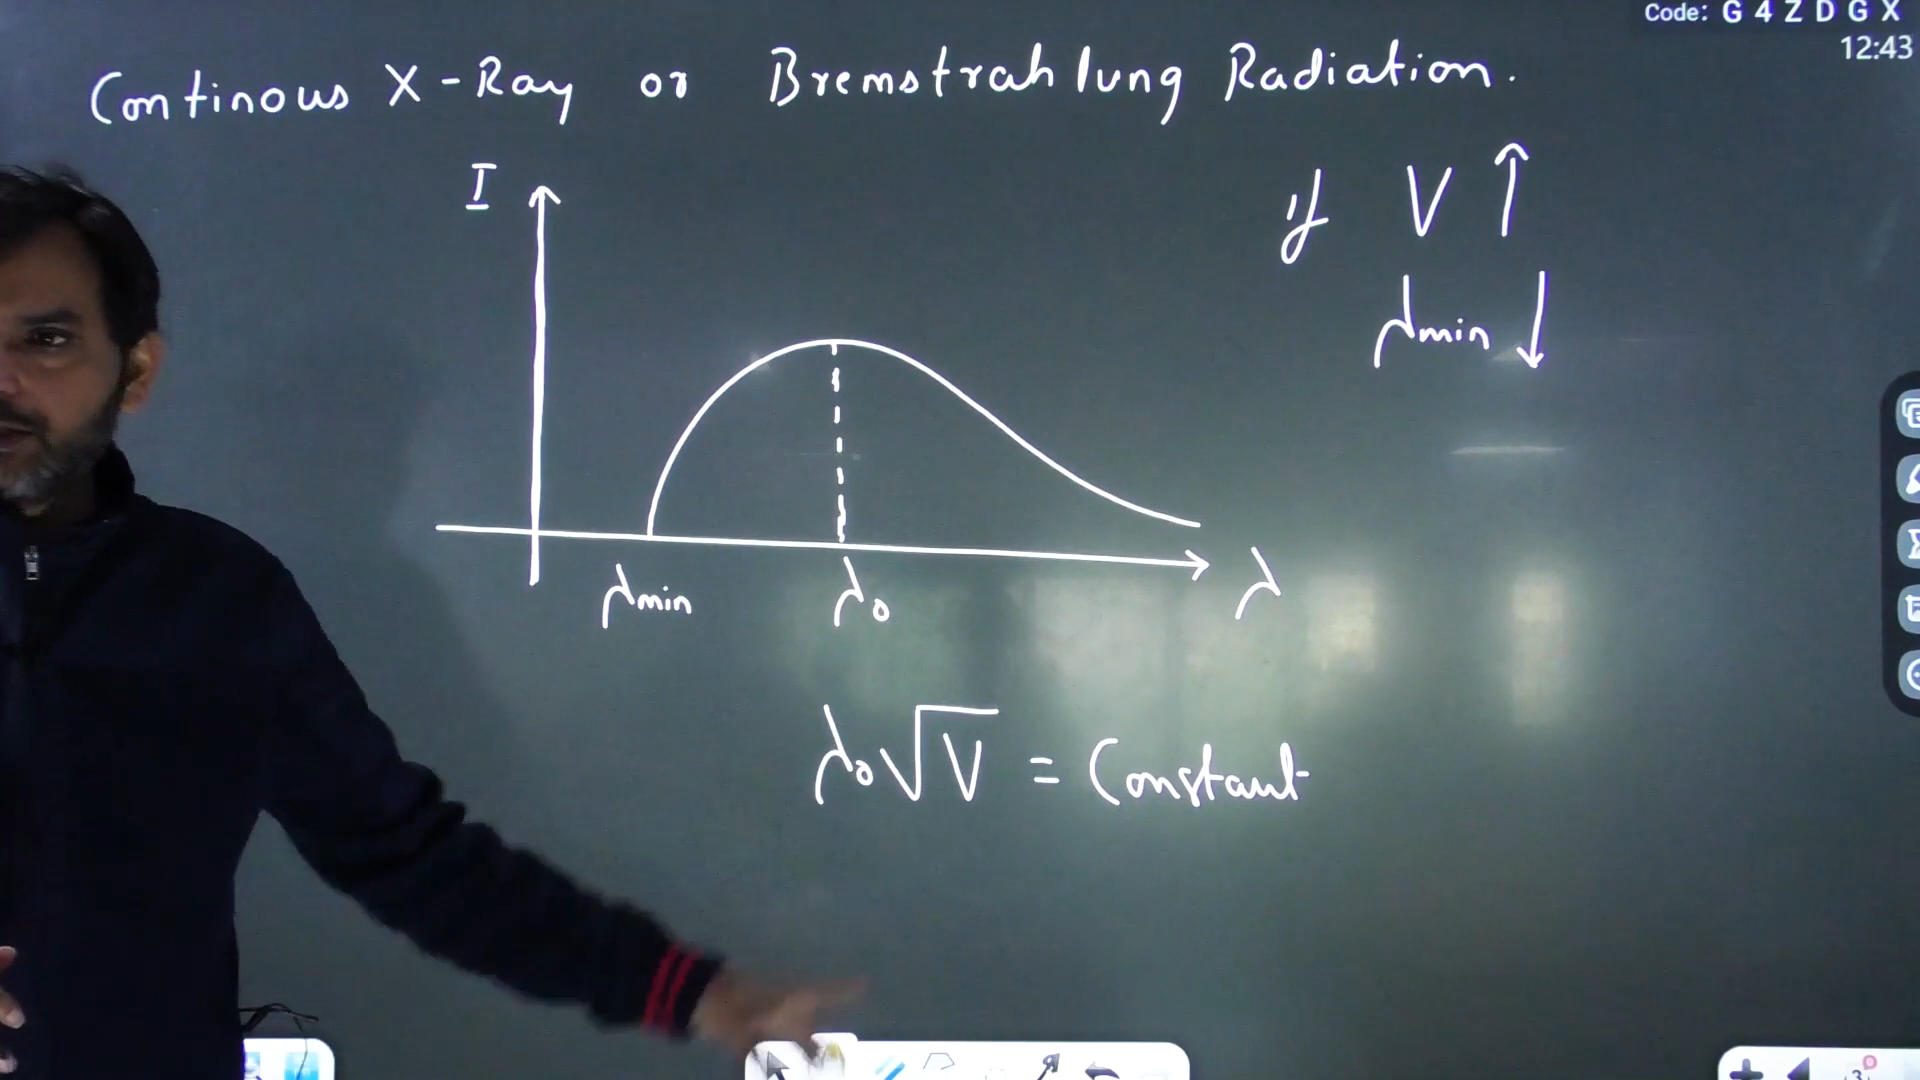 Code: G 4 Z D G X
12:43
Continous X-Ray or Bremstrahlung Radiation.
I
if V ↑
λmin ↓
λmin λ₀ λ
λ₀√V = Constant